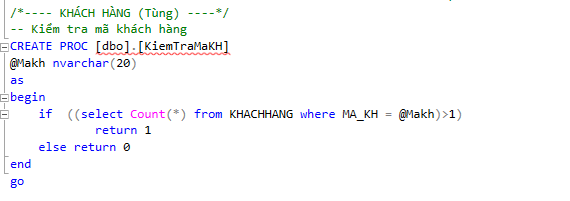 /*---- KHÁCH HÀNG (Tùng) ----*/
-- Kiểm tra mã khách hàng
CREATE PROC [dbo].[KiemTraMaKH]
@Makh nvarchar(20)
as
begin
if ((select Count(*) from KHACHHANG where MA_KH = @Makh)>1)
return 1
else return 0
end
go